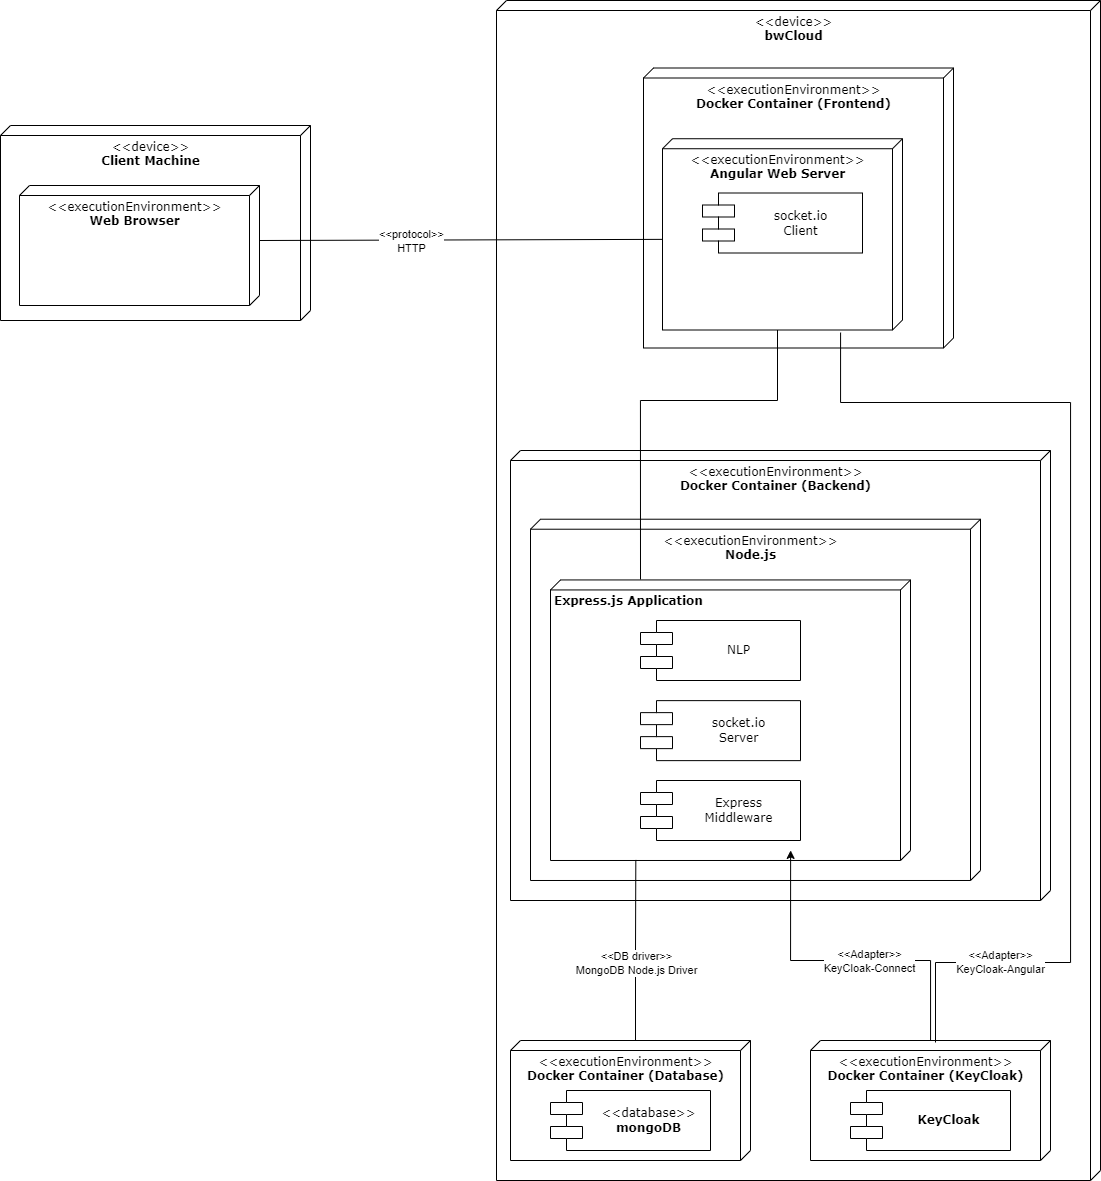 <<device>>
bwCloud
<<executionEnvironment>>
Docker Container (Frontend)
<<device>>
Client Machine
<<executionEnvironment>>
Angular Web Server
<<executionEnvironment>>
Web Browser
socket.io
Client
<<protocol>>
HTTP
<<executionEnvironment>>
Docker Container (Backend)
<<executionEnvironment>>
Node.js
Express.js Application
NLP
socket.io
Server
Express
Middleware
<<DB driver>>
MongoDB Node.js Driver
<<Adapter>>
KeyCloak-Connect
<<Adapter>>
KeyCloak-Angular
<<executionEnvironment>>
Docker Container (Database)
<<database>>
mongoDB
<<executionEnvironment>>
Docker Container (KeyCloak)
KeyCloak